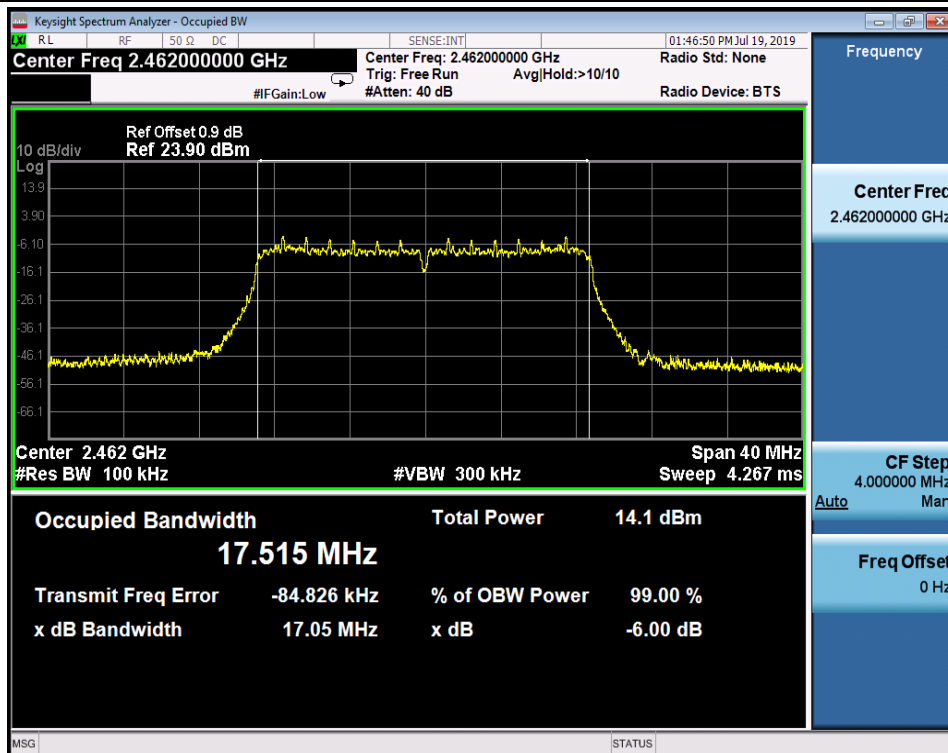 Keysight Spectrum Analyzer - Occupied BW
LXI RL RF 50 Ω DC SENSE:INT 01:46:50 PM Jul 19, 2019
Center Freq 2.462000000 GHz
Center Freq: 2.462000000 GHz
Radio Std: None
Trig: Free Run Avg|Hold:>10/10
#IFGain:Low
#Atten: 40 dB
Radio Device: BTS
Frequency
Ref Offset 0.9 dB
10 dB/div Ref 23.90 dBm
Log
13.9
3.90
-6.10
-16.1
-26.1
-36.1
-46.1
-56.1
-66.1
Center Freq
2.462000000 GHz
Center 2.462 GHz Span 40 MHz
#Res BW 100 kHz #VBW 300 kHz Sweep 4.267 ms
CF Step
4.000000 MHz
Auto Man
Occupied Bandwidth Total Power 14.1 dBm
17.515 MHz
Transmit Freq Error -84.826 kHz % of OBW Power 99.00 %
x dB Bandwidth 17.05 MHz x dB -6.00 dB
Freq Offset
0 Hz
MSG STATUS